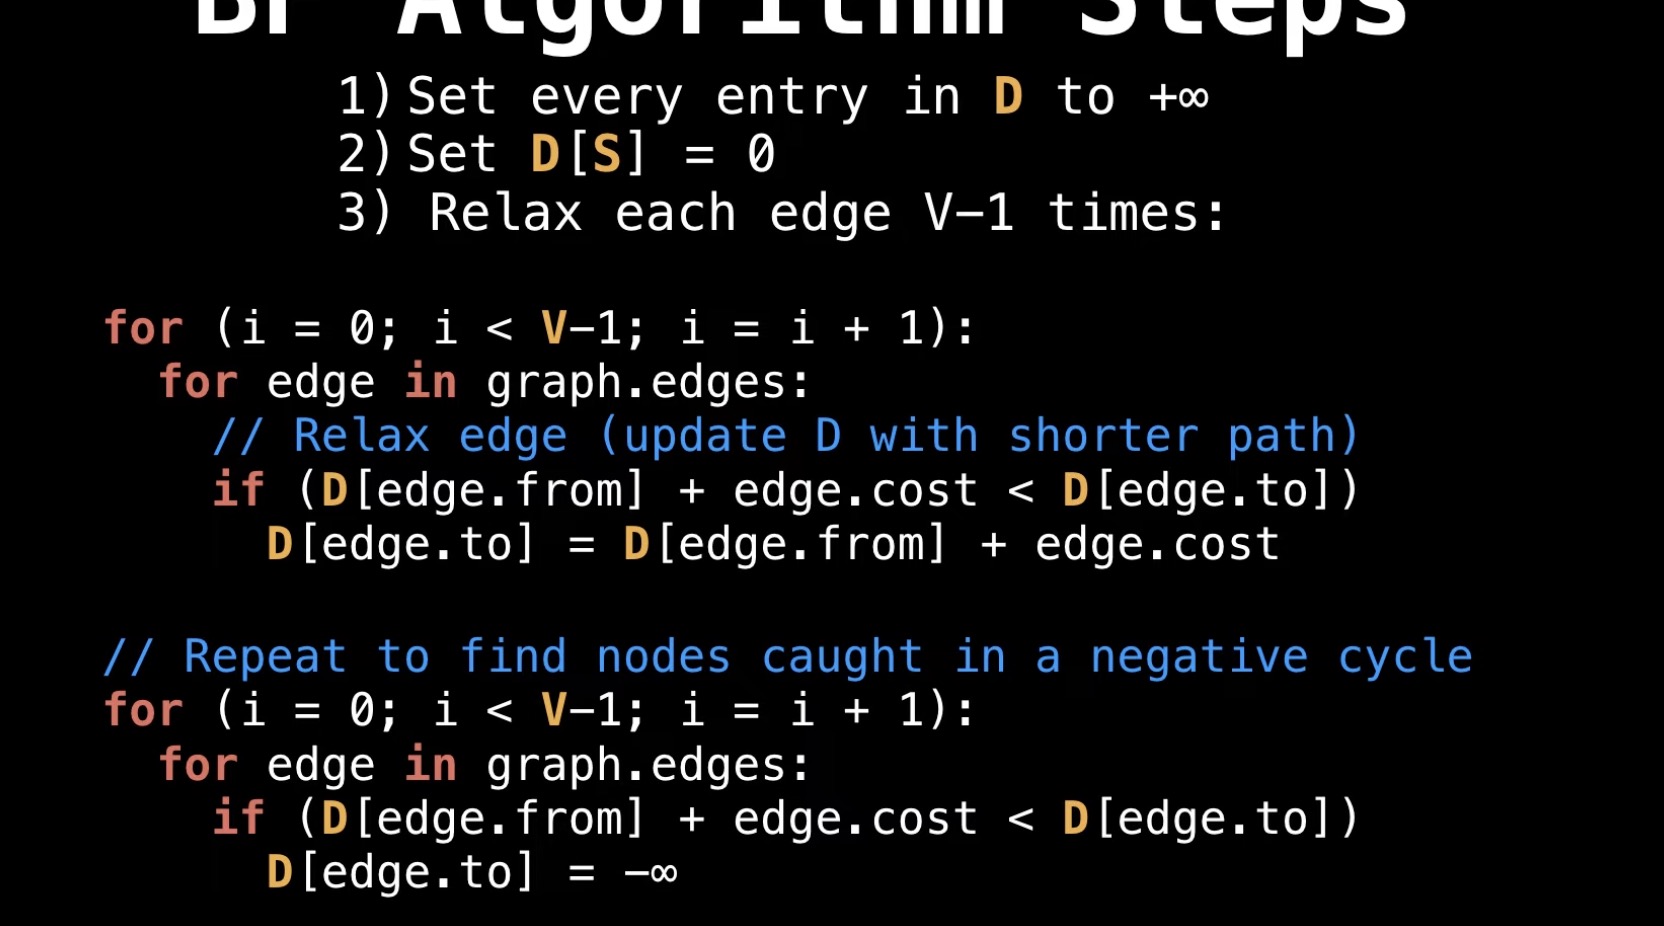 BF Algorithm Steps
1) Set every entry in D to +∞
2) Set D[S] = 0
3) Relax each edge V-1 times:
for (i = 0; i < V-1; i = i + 1):
for edge in graph.edges:
// Relax edge (update D with shorter path)
if (D[edge.from] + edge.cost < D[edge.to])
D[edge.to] = D[edge.from] + edge.cost
// Repeat to find nodes caught in a negative cycle
for (i = 0; i < V-1; i = i + 1):
for edge in graph.edges:
if (D[edge.from] + edge.cost < D[edge.to])
D[edge.to] = -∞